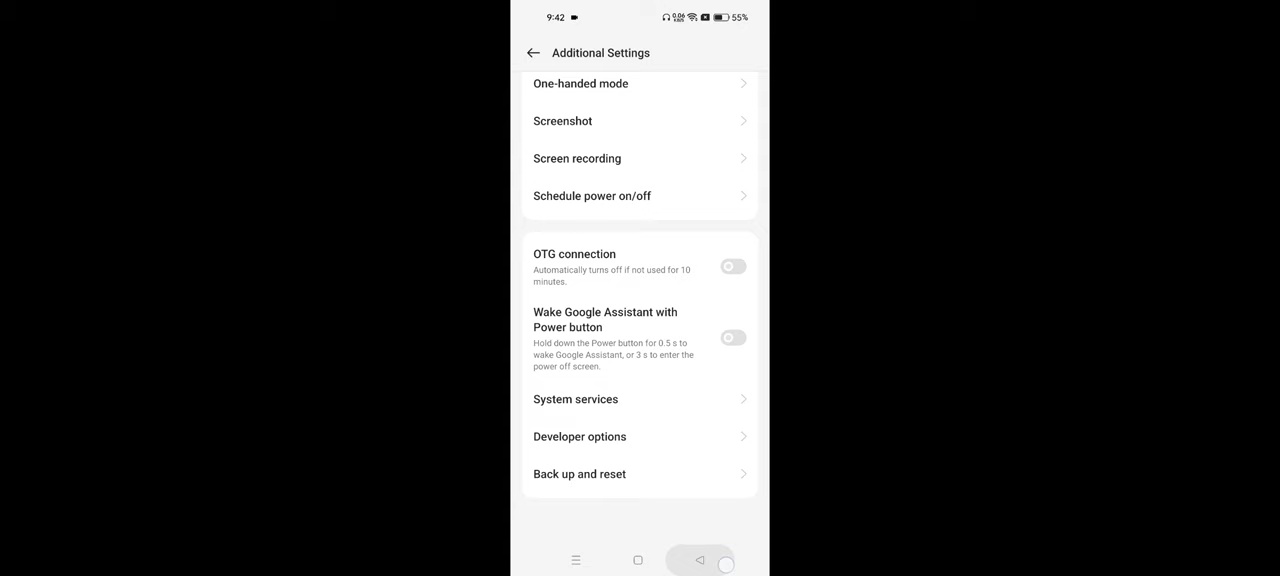 9:42
0.06
KB/S
55%
Additional Settings
One-handed mode
Screenshot
Screen recording
Schedule power on/off
OTG connection
Automatically turns off if not used for 10
minutes.
Wake Google Assistant with
Power button
Hold down the Power button for 0.5 s to
wake Google Assistant, or 3 s to enter the
power off screen.
System services
Developer options
Back up and reset